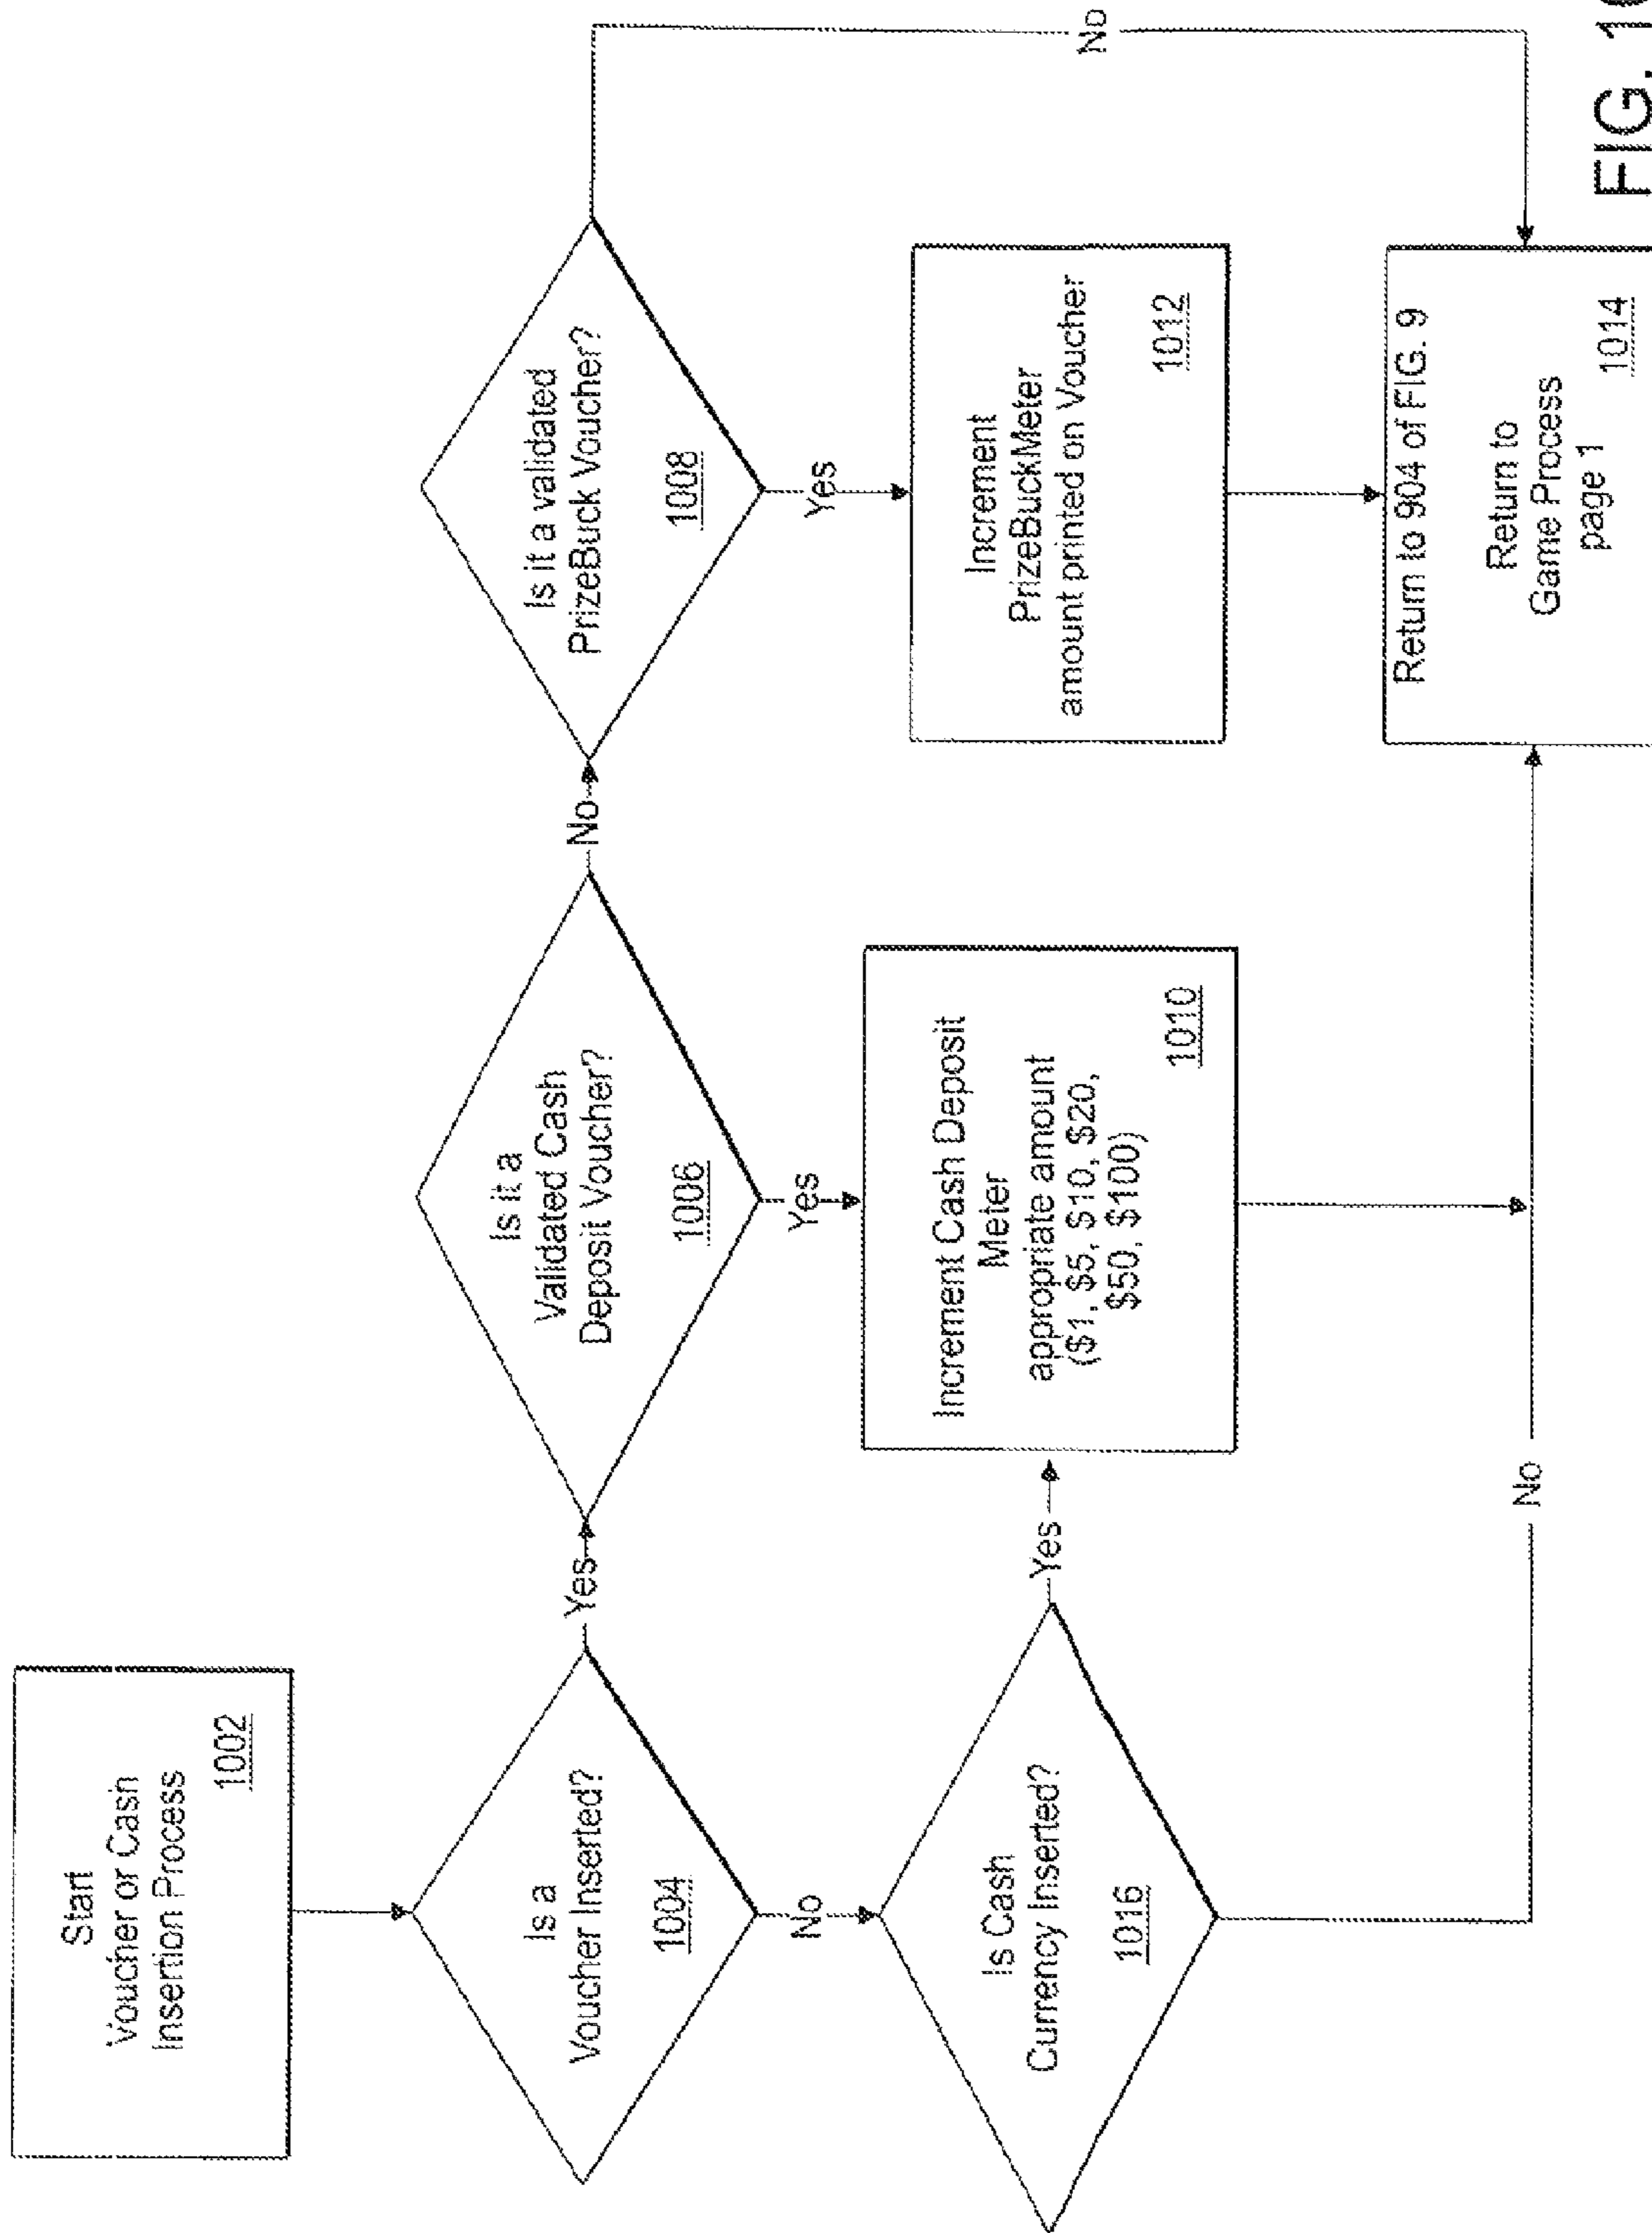 Start
Voucher or Cash
Insertion Process
1002
Is a
Voucher Inserted?
1004
Yes
Is it a
Validated Cash
Deposit Voucher?
1006
No
Is it a validated
PrizeBuck Voucher?
1008
No
Is Cash
Currency Inserted?
1016
Yes
Increment Cash Deposit
Meter
appropriate amount
($1, $5, $10, $20,
$50, $100)
1010
Yes
Yes
Increment
PrizeBuckMeter
amount printed on Voucher
1012
No
No
Return to 904 of FIG. 9
Return to
Game Process
page 1
1014